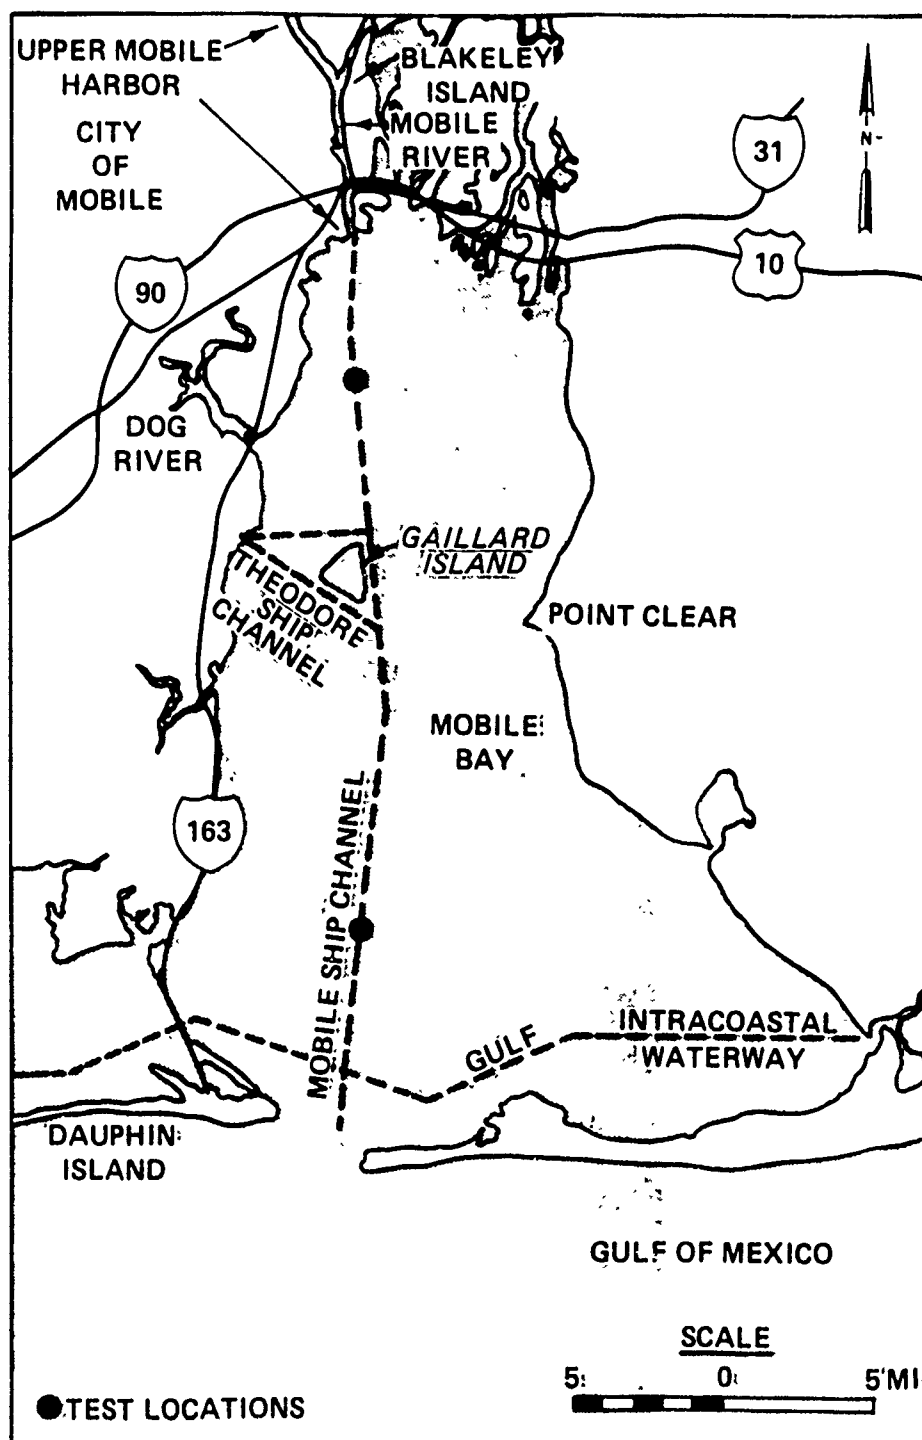 UPPER MOBILE
HARBOR
CITY
OF
MOBILE
BLAKELEY
ISLAND
MOBILE
RIVER
N
31
10
90
DOG
RIVER
GAILLARD
ISLAND
THEODORE
SHIP
CHANNEL
POINT CLEAR
MOBILE
BAY
163
MOBILE SHIP CHANNEL
GULF
INTRACOASTAL
WATERWAY
DAUPHIN
ISLAND
GULF OF MEXICO
SCALE
5 0 5 MI
TEST LOCATIONS